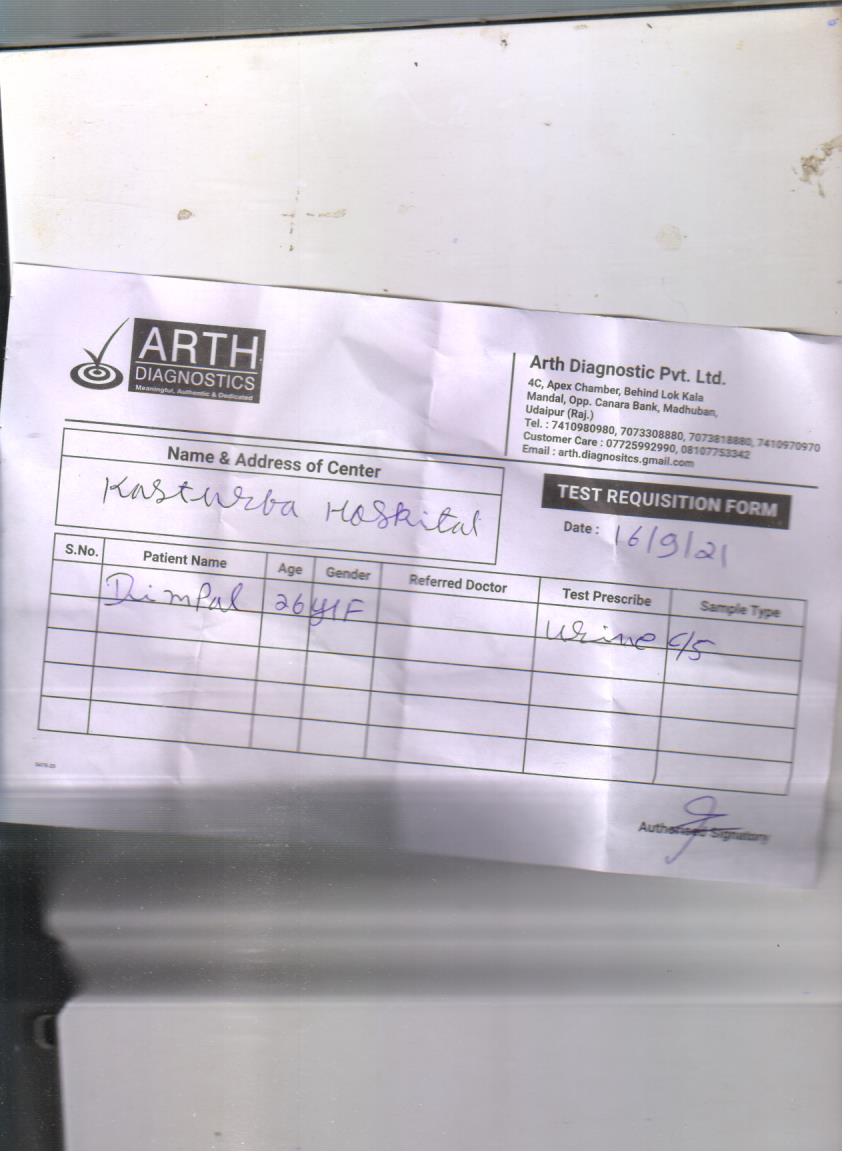 ARTH
DIAGNOSTICS
Meaningful, Authentic & Dedicated
Arth Diagnostic Pvt. Ltd.
4C, Apex Chamber, Behind Lok Kala
Mandal, Opp. Canara Bank, Madhuban,
Udaipur (Raj.)
Tel. : 7410980980, 7073308880, 7073818880, 7410970970
Customer Care : 07725992990, 08107753342
Email : arth.diagnositcs.gmail.com
Name & Address of Center
Kasturba Hospital
TEST REQUISITION FORM
Date : 16/9/21
S.No. Patient Name Age Gender Referred Doctor Test Prescribe Sample Type
Dimpal 26y/F Urine C/S
Authorised Signatory